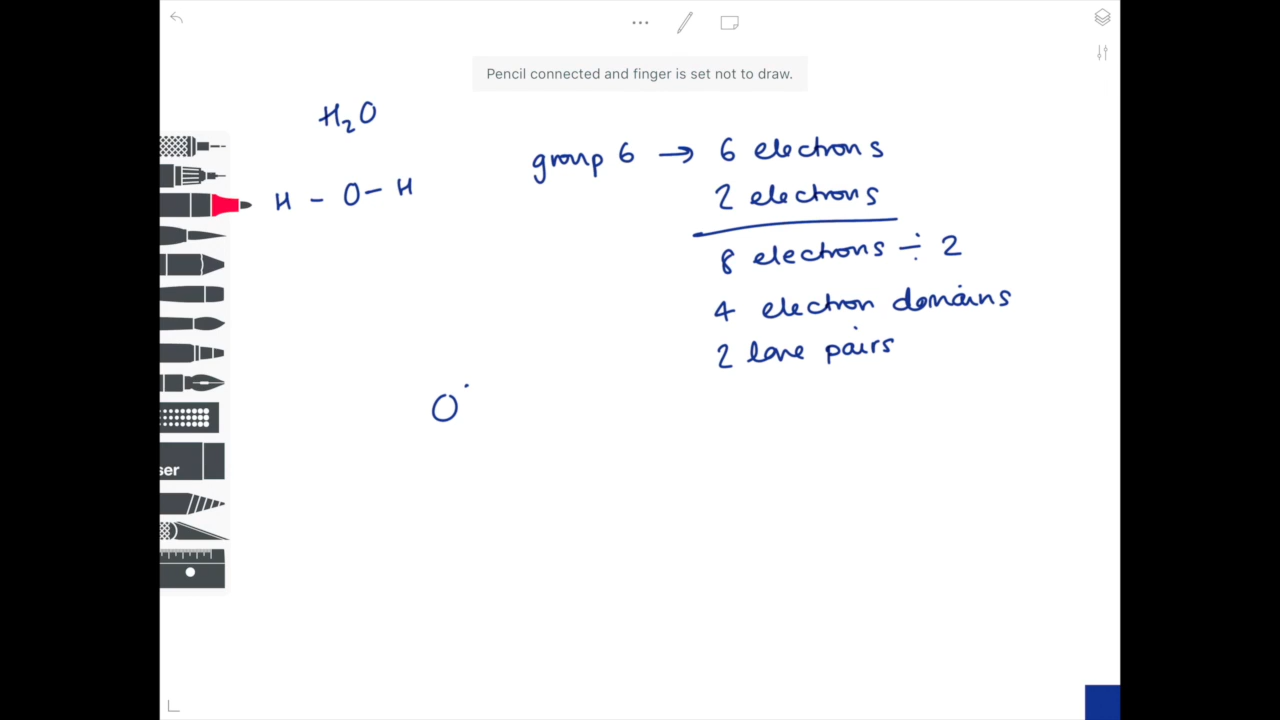 Pencil connected and finger is set not to draw.
H₂O
H - O - H
group 6 → 6 electrons
2 electrons
8 electrons ÷ 2
4 electron domains
2 lone pairs
O
ser